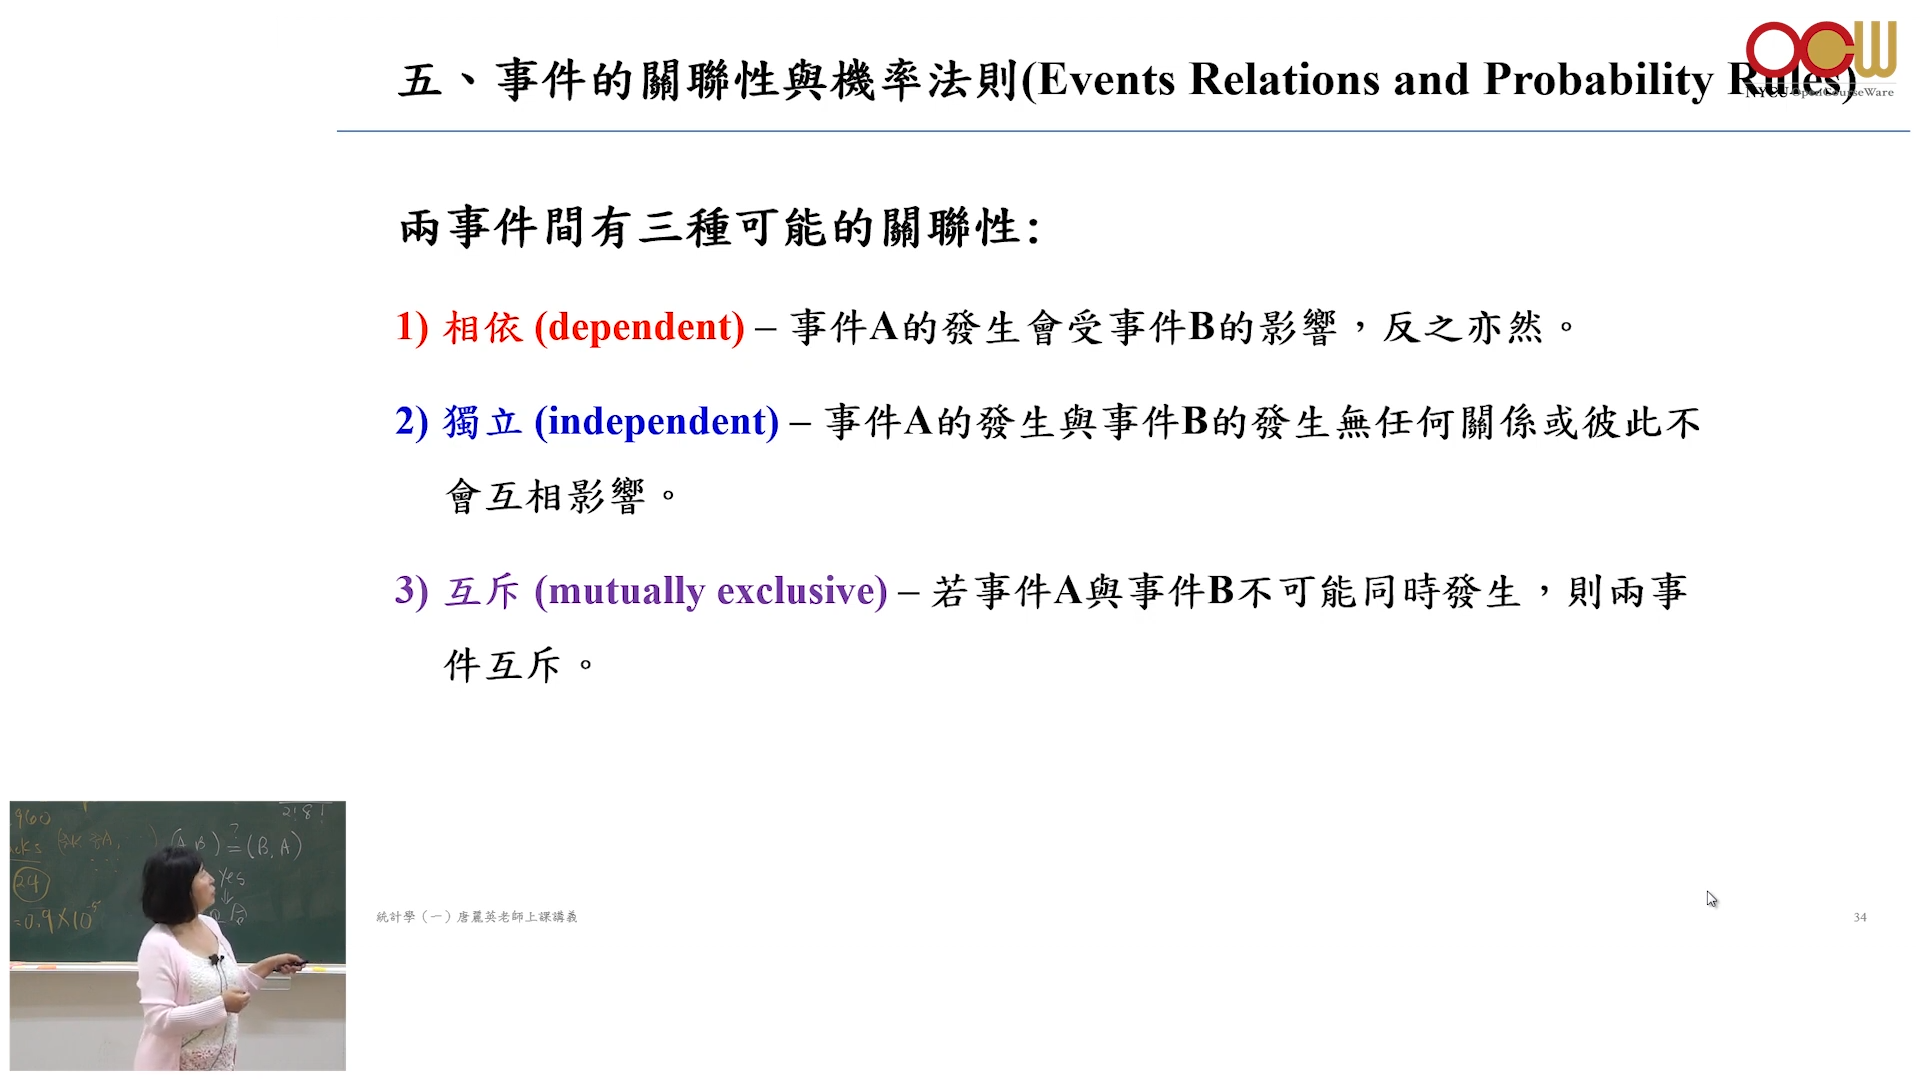 五、事件的關聯性與機率法則(Events Relations and Probability Rules)
NYCU OpenCourseWare
兩事件間有三種可能的關聯性:
1) 相依 (dependent) – 事件A的發生會受事件B的影響，反之亦然。
2) 獨立 (independent) – 事件A的發生與事件B的發生無任何關係或彼此不
會互相影響。
3) 互斥 (mutually exclusive) – 若事件A與事件B不可能同時發生，則兩事
件互斥。
960
2!8!
B) = (B, A)
?
Yes
24
=0.9X10⁻⁵
統計學（一）唐麗英老師上課講義
34